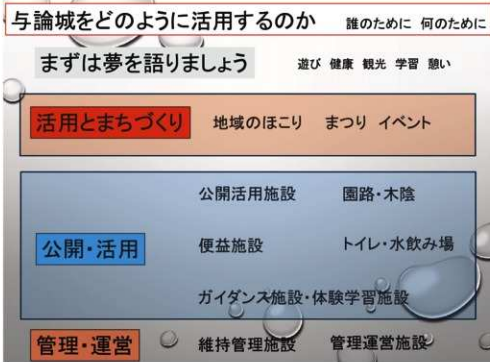 与論城をどのように活用するのか 誰のために 何のために
まずは夢を語りましょう 遊び 健康 観光 学習 憩い
活用とまちづくり 地域のほこり まつり イベント
公開活用施設 園路・木陰
公開・活用 便益施設 トイレ・水飲み場
ガイダンス施設・体験学習施設
管理・運営 維持管理施設 管理運営施設